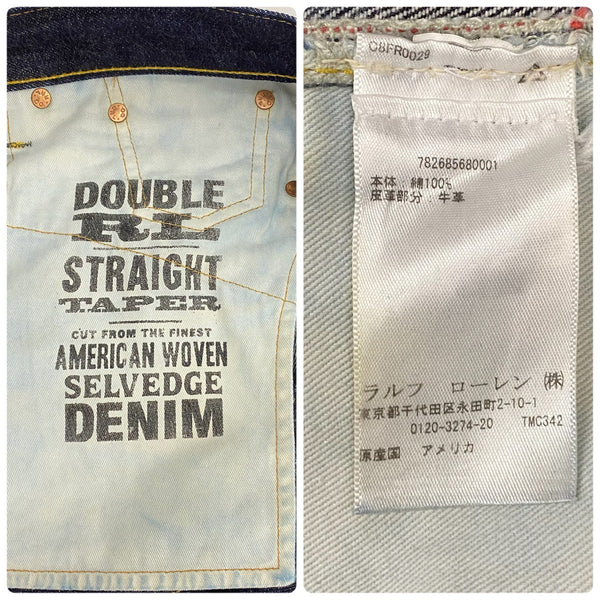 DOUBLE
RL
STRAIGHT
TAPER
CUT FROM THE FINEST
AMERICAN WOVEN
SELVEDGE
DENIM
C8FR0029
782685680001
本体：綿100%
皮革部分：牛革
ラルフ ローレン㈱
東京都千代田区永田町2-10-1
0120-3274-20 TMC342
原産国 アメリカ